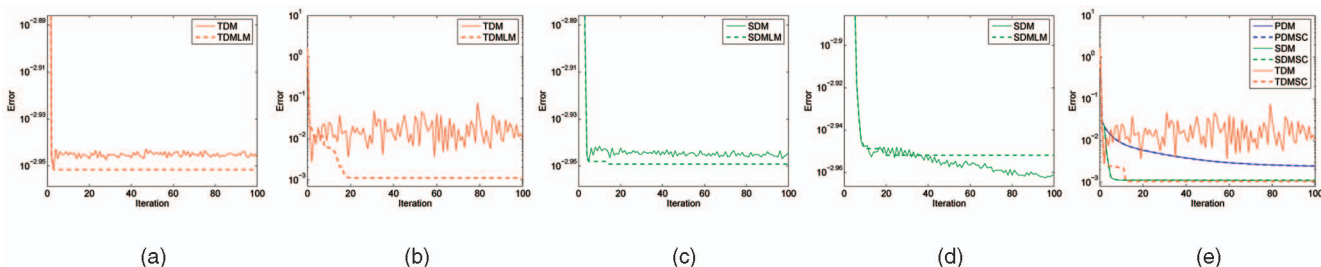 10^-2.89
10^-2.91
10^-2.93
10^-2.95
Error
0 20 40 60 80 100
Iteration
TDM
TDMLM
(a)
10^1
10^0
10^-1
10^-2
10^-3
Error
0 20 40 60 80 100
Iteration
TDM
TDMLM
(b)
10^-2.89
10^-2.91
10^-2.93
10^-2.95
Error
0 20 40 60 80 100
Iteration
SDM
SDMLM
(c)
10^-2.9
10^-2.92
10^-2.94
10^-2.96
Error
0 20 40 60 80 100
Iteration
SDM
SDMLM
(d)
10^1
10^0
10^-1
10^-2
10^-3
Error
0 20 40 60 80 100
Iteration
PDM
PDMSC
SDM
SDMSC
TDM
TDMSC
(e)